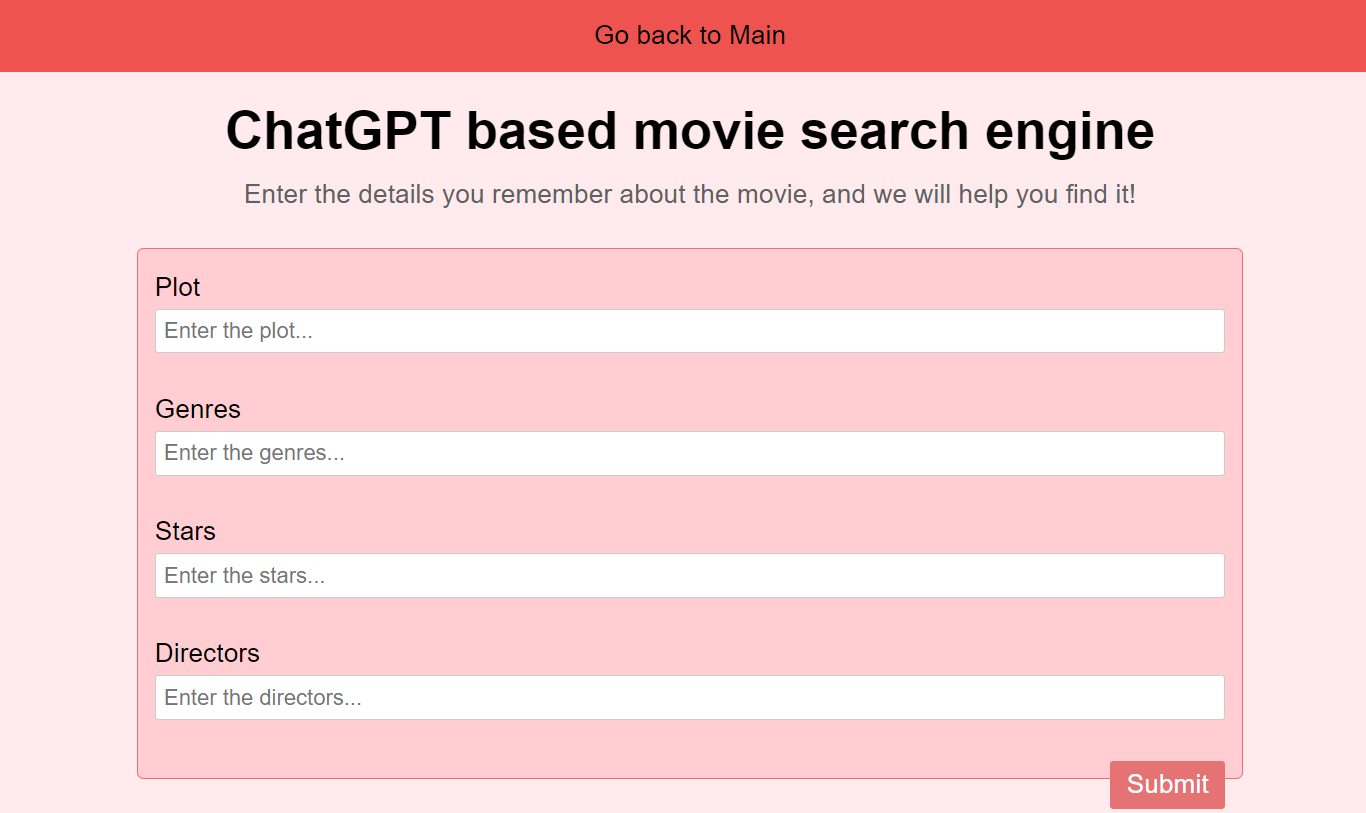 Go back to Main
ChatGPT based movie search engine
Enter the details you remember about the movie, and we will help you find it!
Plot
Enter the plot...
Genres
Enter the genres...
Stars
Enter the stars...
Directors
Enter the directors...
Submit